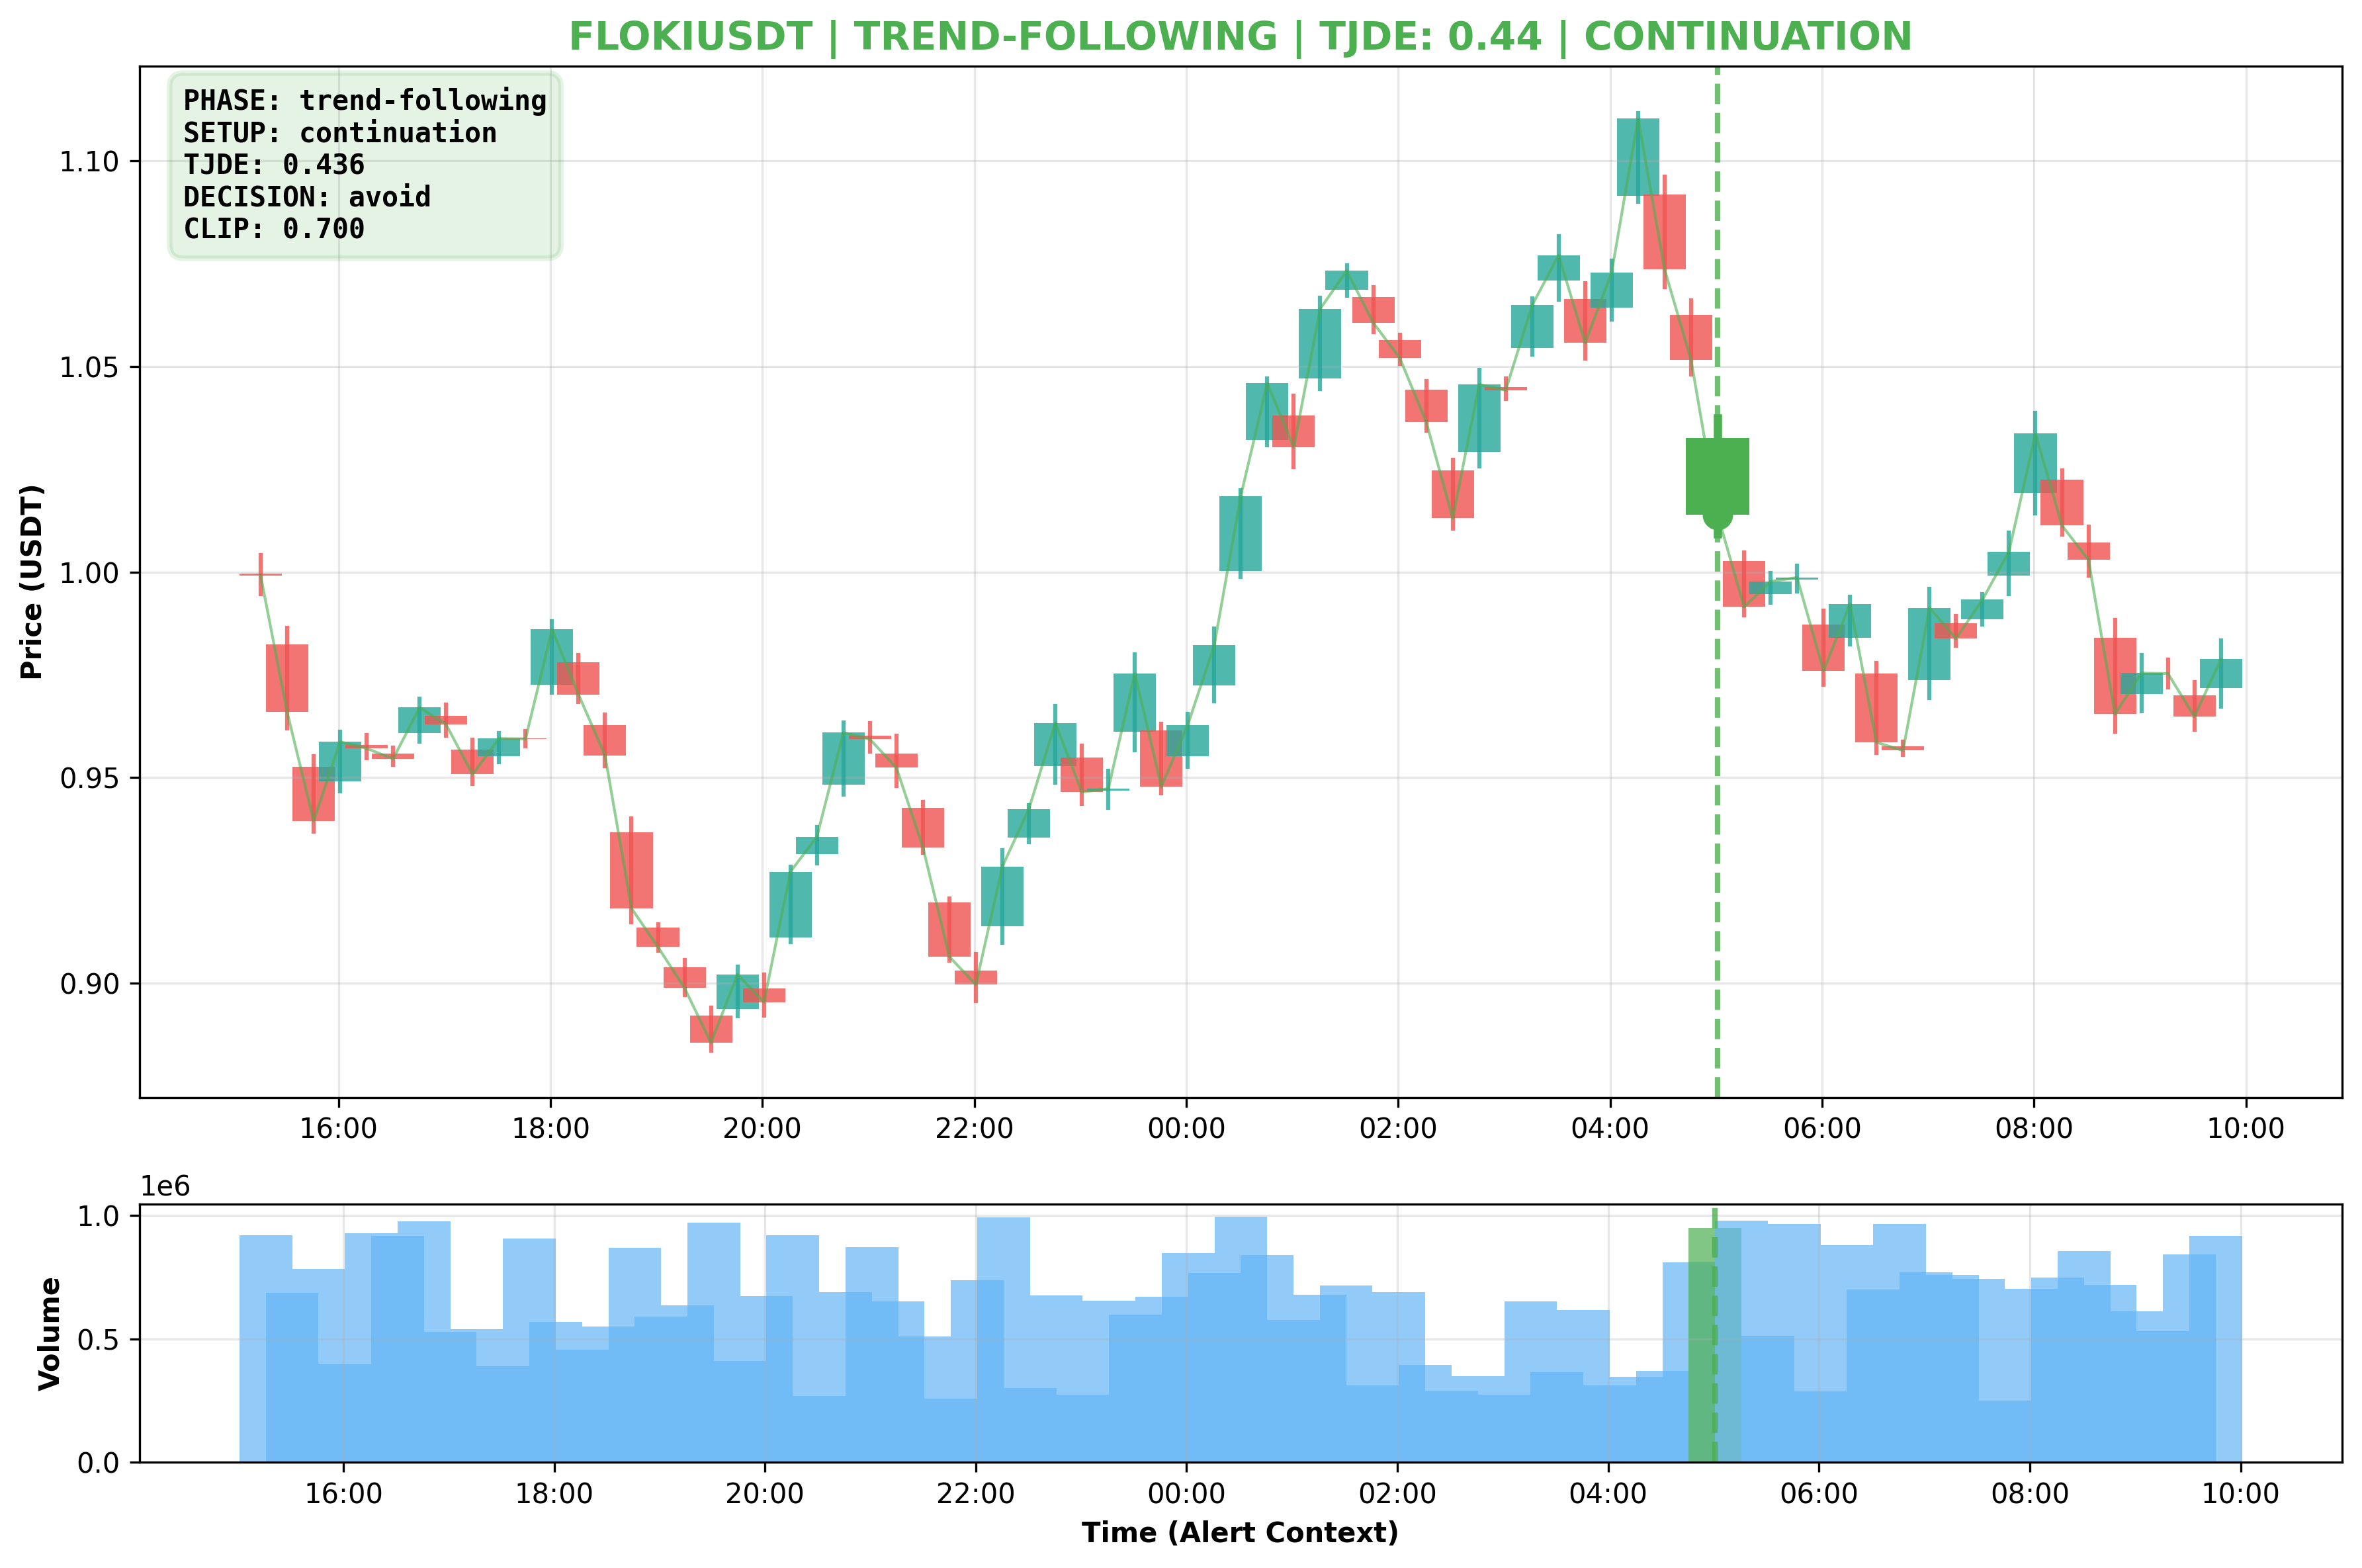 FLOKIUSDT | TREND-FOLLOWING | TJDE: 0.44 | CONTINUATION
PHASE: trend-following
SETUP: continuation
TJDE: 0.436
DECISION: avoid
CLIP: 0.700
Price (USDT)
1.10
1.05
1.00
0.95
0.90
16:00 18:00 20:00 22:00 00:00 02:00 04:00 06:00 08:00 10:00
1e6
Volume
1.0
0.5
0.0
16:00 18:00 20:00 22:00 00:00 02:00 04:00 06:00 08:00 10:00
Time (Alert Context)